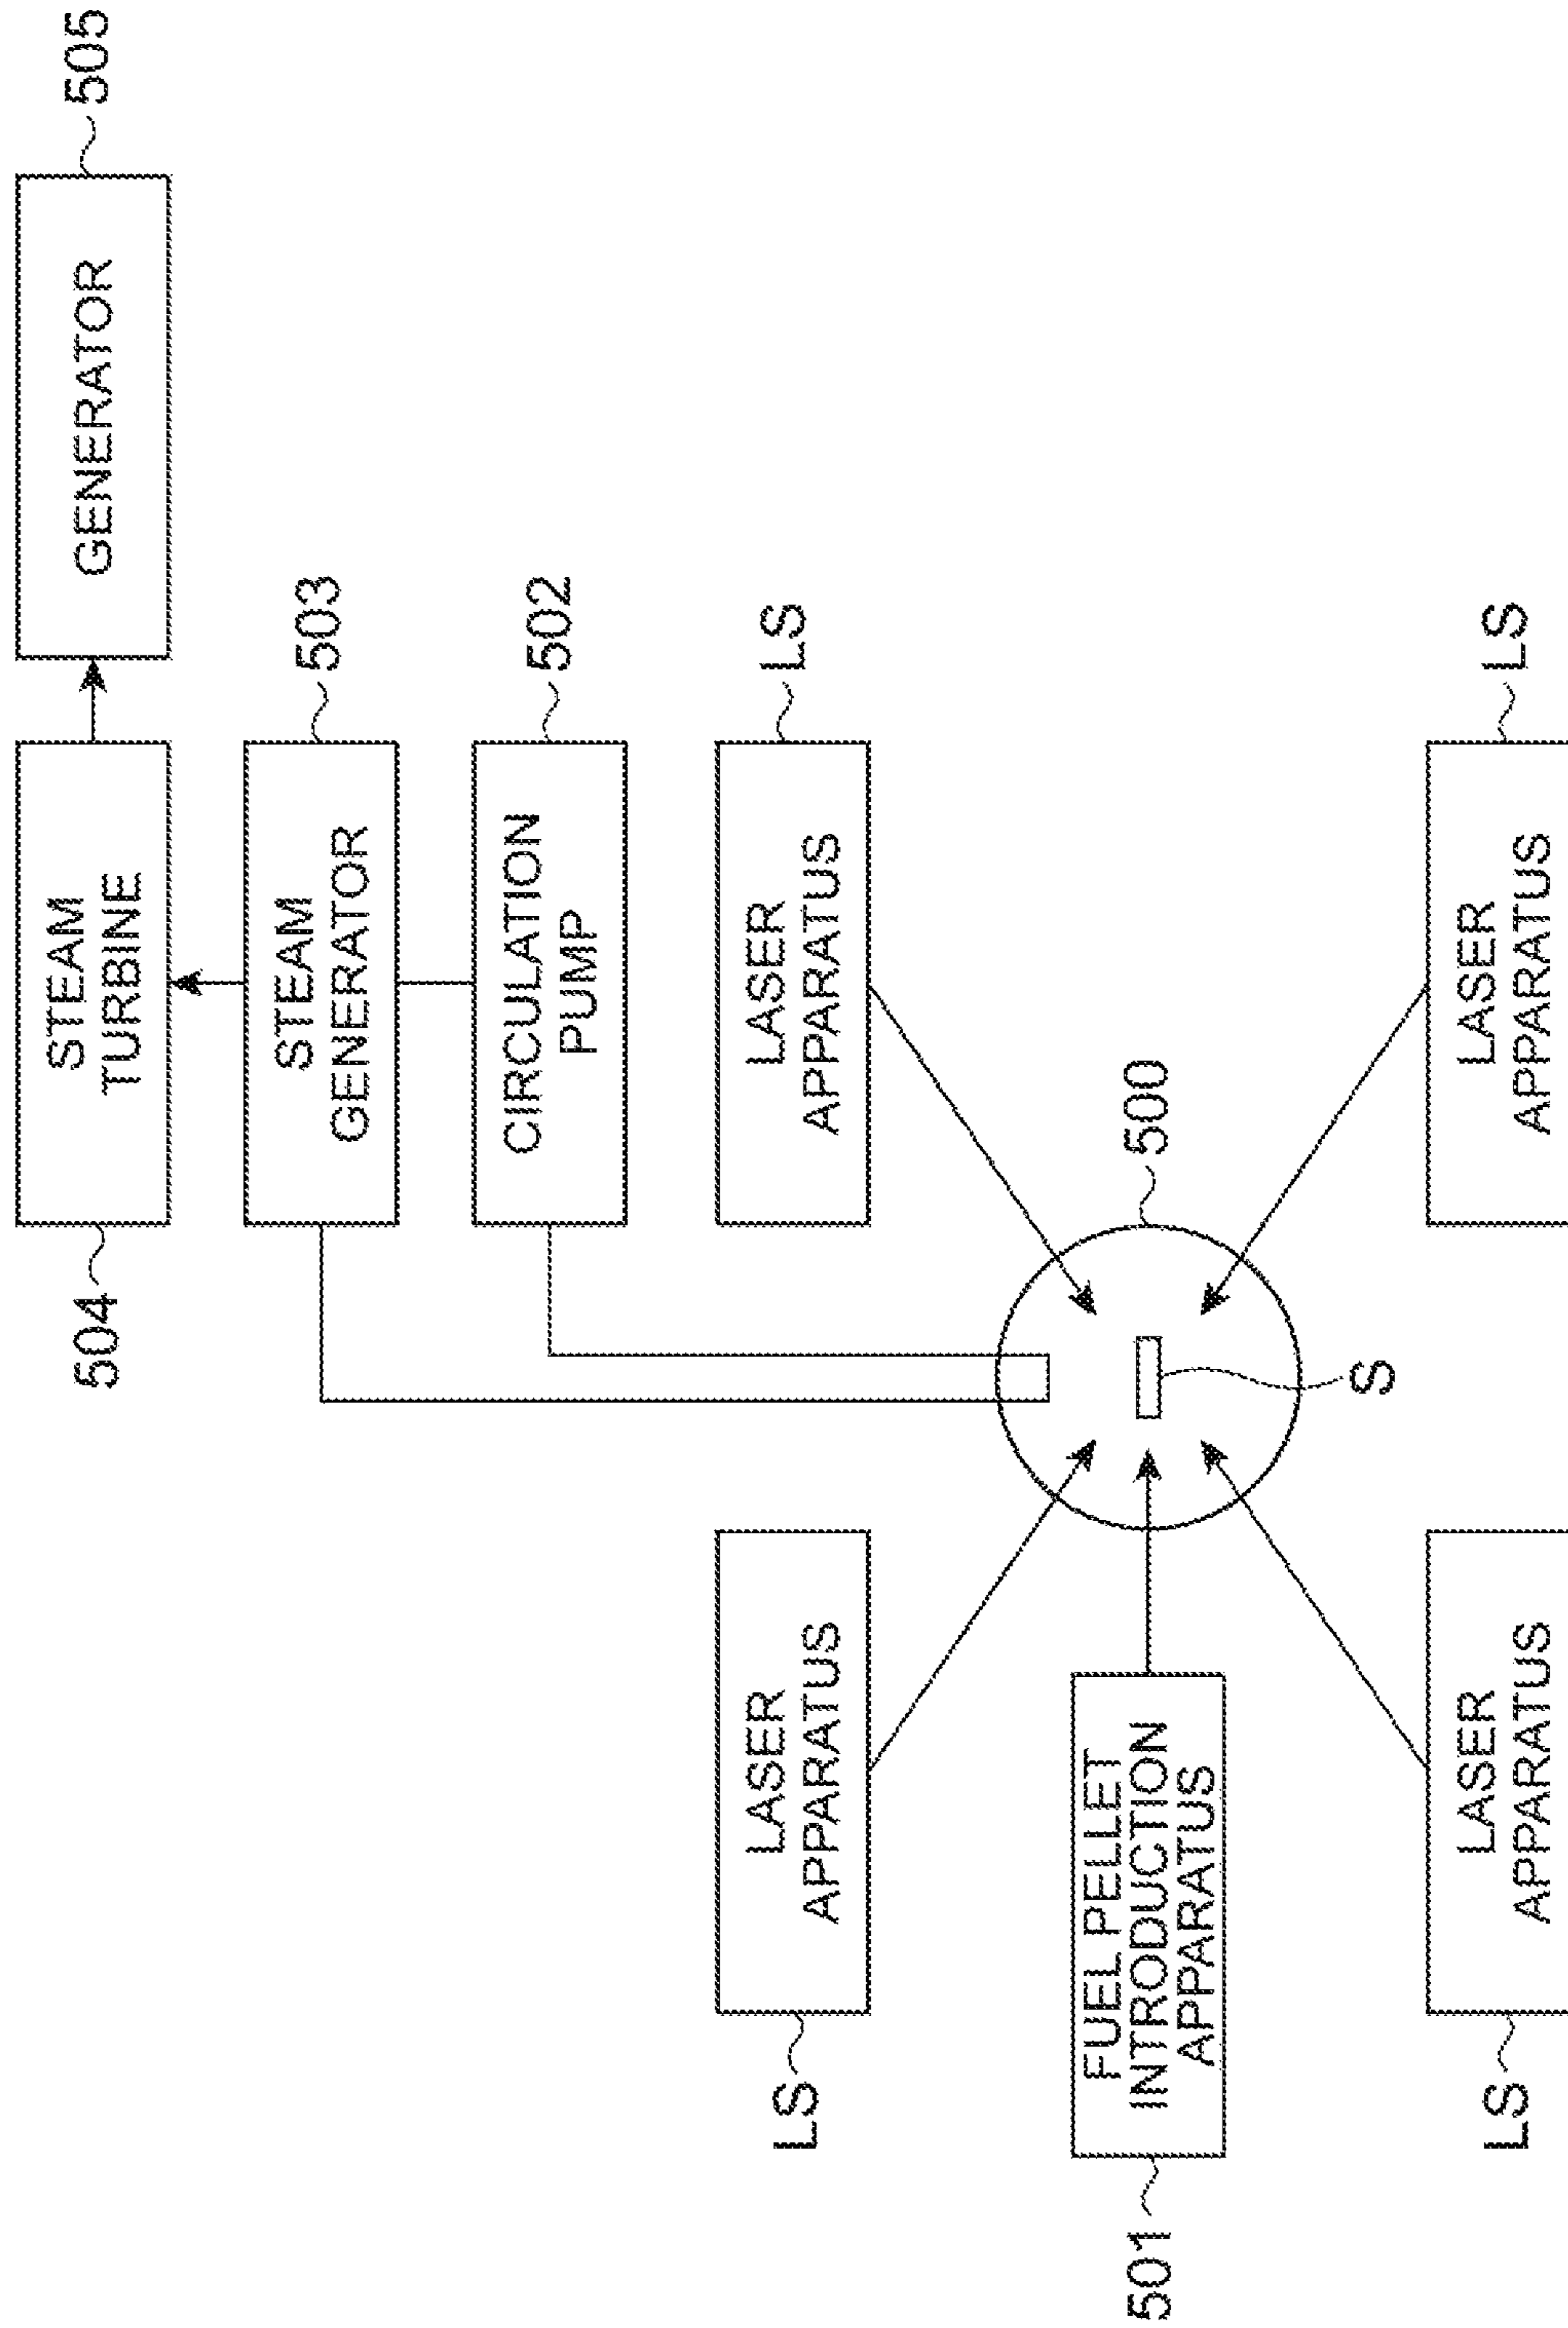 504
STEAM
TURBINE
GENERATOR
505
STEAM
GENERATOR
503
CIRCULATION
PUMP
502
LS
LASER
APPARATUS
LASER
APPARATUS
LS
501
FUEL PELLET
INTRODUCTION
APPARATUS
500
S
LS
LASER
APPARATUS
LASER
APPARATUS
LS